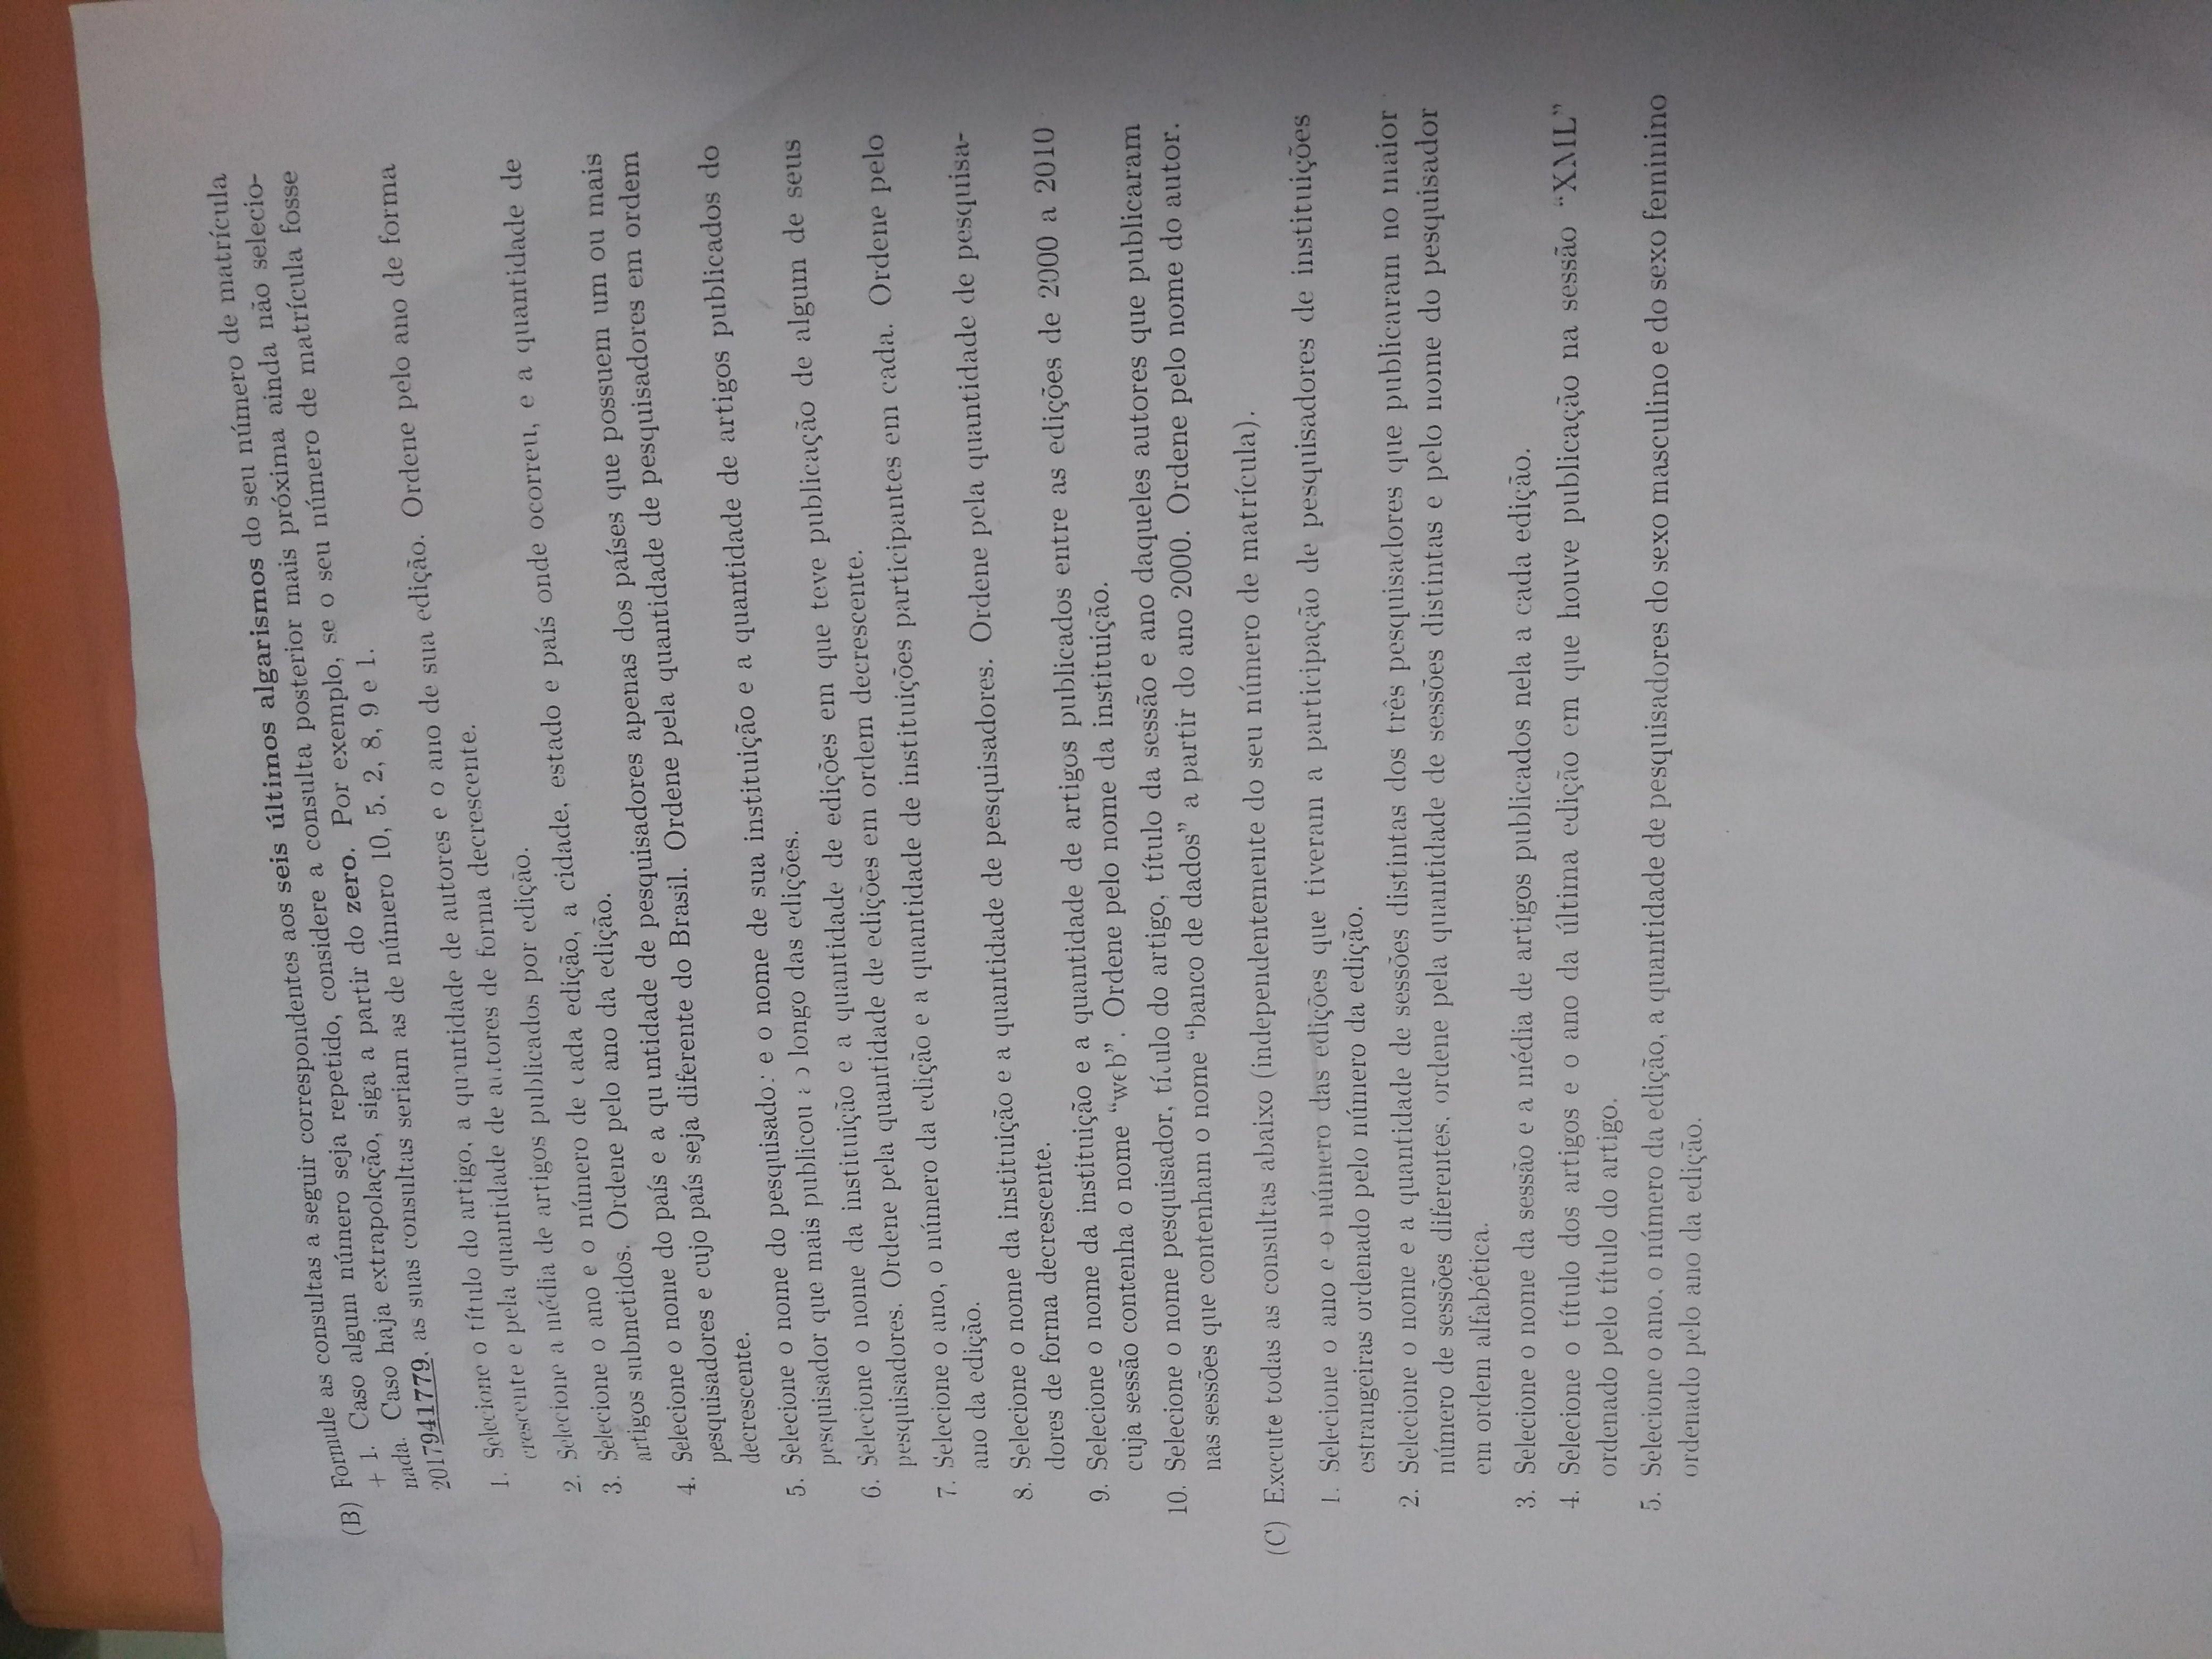 (B) Formule as consultas a seguir correspondentes aos seis últimos algarismos do seu número de matrícula
+ 1. Caso algum número seja repetido, considere a consulta posterior mais próxima ainda não selecio-
nada. Caso haja extrapolação, siga a partir do zero. Por exemplo, se o seu número de matrícula fosse
2017941779, as suas consultas seriam as de número 10, 5, 2, 8, 9 e 1.
1. Selecione o título do artigo, a quantidade de autores e o ano de sua edição. Ordene pelo ano de forma
crescente e pela quantidade de autores de forma decrescente.
2. Selecione a média de artigos publicados por edição.
3. Selecione o ano e o número de cada edição, a cidade, estado e país onde ocorreu, e a quantidade de
artigos submetidos. Ordene pelo ano da edição.
4. Selecione o nome do país e a quantidade de pesquisadores apenas dos países que possuem um ou mais
pesquisadores e cujo país seja diferente do Brasil. Ordene pela quantidade de pesquisadores em ordem
decrescente.
5. Selecione o nome do pesquisador e o nome de sua instituição e a quantidade de artigos publicados do
pesquisador que mais publicou ao longo das edições.
6. Selecione o nome da instituição e a quantidade de edições em que teve publicação de algum de seus
pesquisadores. Ordene pela quantidade de edições em ordem decrescente.
7. Selecione o ano, o número da edição e a quantidade de instituições participantes em cada. Ordene pelo
ano da edição.
8. Selecione o nome da instituição e a quantidade de pesquisadores. Ordene pela quantidade de pesquisa-
dores de forma decrescente.
9. Selecione o nome da instituição e a quantidade de artigos publicados entre as edições de 2000 a 2010
cuja sessão contenha o nome “web”. Ordene pelo nome da instituição.
10. Selecione o nome pesquisador, título do artigo, título da sessão e ano daqueles autores que publicaram
nas sessões que contenham o nome “banco de dados” a partir do ano 2000. Ordene pelo nome do autor.
(C) Execute todas as consultas abaixo (independentemente do seu número de matrícula).
1. Selecione o ano e o número das edições que tiveram a participação de pesquisadores de instituições
estrangeiras ordenado pelo número da edição.
2. Selecione o nome e a quantidade de sessões distintas dos três pesquisadores que publicaram no maior
número de sessões diferentes, ordene pela quantidade de sessões distintas e pelo nome do pesquisador
em ordem alfabética.
3. Selecione o nome da sessão e a média de artigos publicados nela a cada edição.
4. Selecione o título dos artigos e o ano da última edição em que houve publicação na sessão “XML”
ordenado pelo título do artigo.
5. Selecione o ano, o número da edição, a quantidade de pesquisadores do sexo masculino e do sexo feminino
ordenado pelo ano da edição.